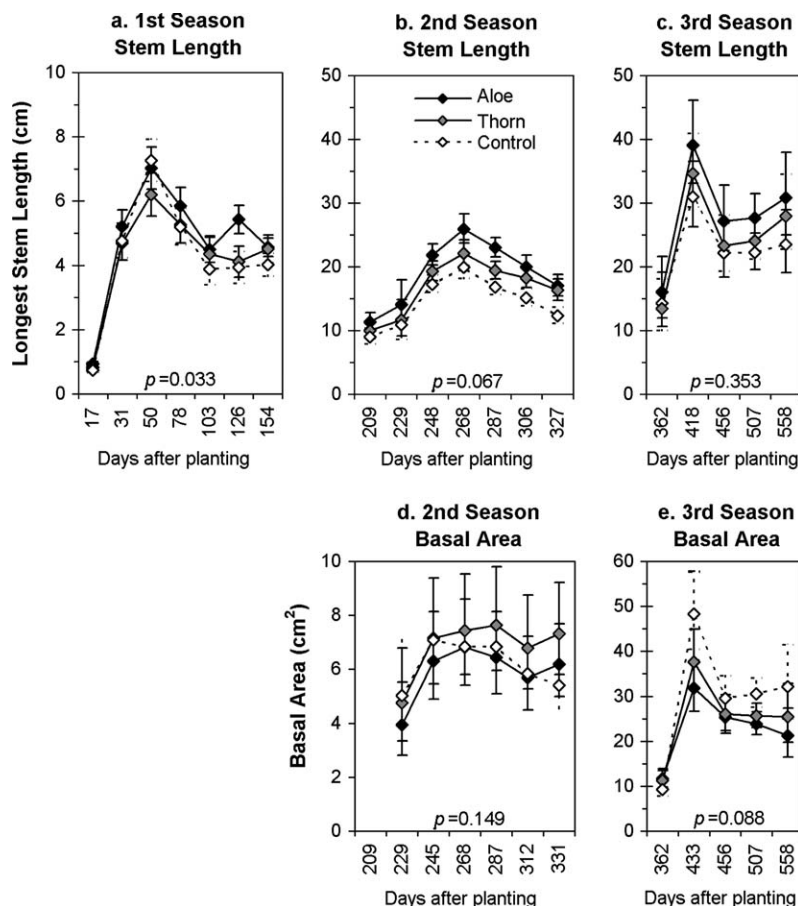 a. 1st Season
Stem Length
Longest Stem Length (cm)
10
8
6
4
2
0
p=0.033
17
31
50
78
103
126
154
Days after planting
b. 2nd Season
Stem Length
50
40
30
20
10
0
Aloe
Thorn
Control
p=0.067
209
229
248
268
287
306
327
Days after planting
c. 3rd Season
Stem Length
50
40
30
20
10
0
p=0.353
362
418
456
507
558
Days after planting
d. 2nd Season
Basal Area
Basal Area (cm²)
10
8
6
4
2
0
p=0.149
209
229
245
268
287
312
331
Days after planting
e. 3rd Season
Basal Area
60
50
40
30
20
10
0
p=0.088
362
433
456
507
558
Days after planting